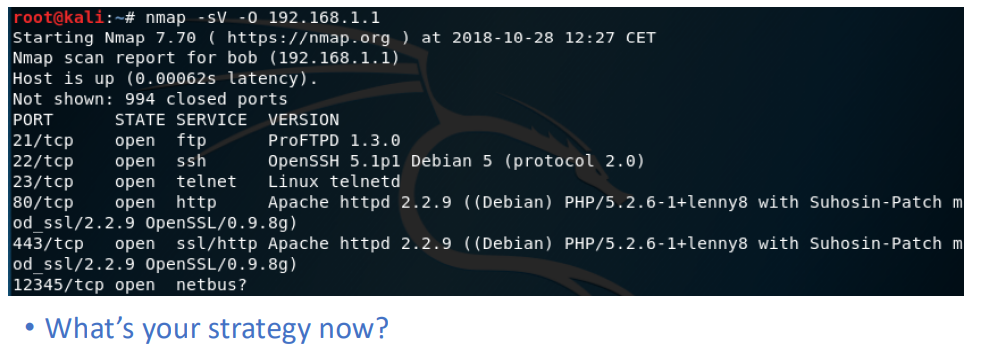 root@kali:~# nmap -sV -O 192.168.1.1
Starting Nmap 7.70 ( https://nmap.org ) at 2018-10-28 12:27 CET
Nmap scan report for bob (192.168.1.1)
Host is up (0.00062s latency).
Not shown: 994 closed ports
PORT      STATE SERVICE  VERSION
21/tcp    open  ftp      ProFTPD 1.3.0
22/tcp    open  ssh      OpenSSH 5.1p1 Debian 5 (protocol 2.0)
23/tcp    open  telnet   Linux telnetd
80/tcp    open  http     Apache httpd 2.2.9 ((Debian) PHP/5.2.6-1+lenny8 with Suhosin-Patch m
od_ssl/2.2.9 OpenSSL/0.9.8g)
443/tcp   open  ssl/http Apache httpd 2.2.9 ((Debian) PHP/5.2.6-1+lenny8 with Suhosin-Patch m
od_ssl/2.2.9 OpenSSL/0.9.8g)
12345/tcp open  netbus?
• What’s your strategy now?